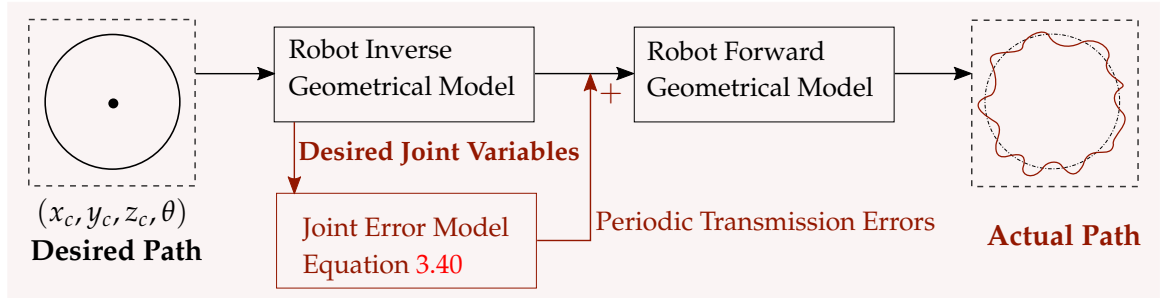 Robot Inverse
Geometrical Model
Robot Forward
Geometrical Model
+
Desired Joint Variables
(x_c, y_c, z_c, θ)
Desired Path
Joint Error Model
Equation 3.40
Periodic Transmission Errors
Actual Path